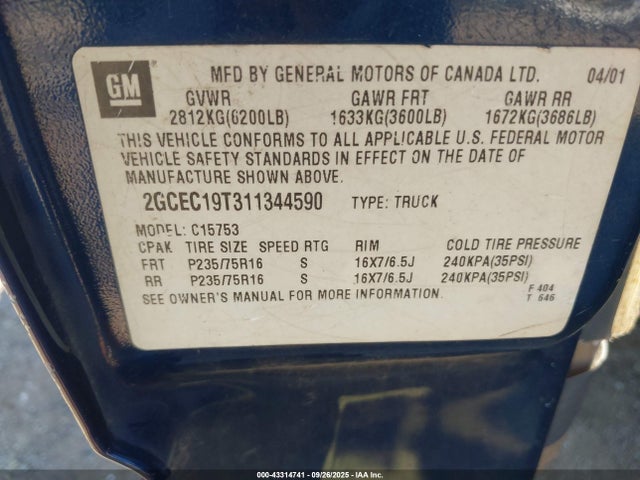 GM
MFD BY GENERAL MOTORS OF CANADA LTD. 04/01
GVWR GAWR FRT GAWR RR
2812KG(6200LB) 1633KG(3600LB) 1672KG(3686LB)
THIS VEHICLE CONFORMS TO ALL APPLICABLE U.S. FEDERAL MOTOR
VEHICLE SAFETY STANDARDS IN EFFECT ON THE DATE OF
MANUFACTURE SHOWN ABOVE.
2GCEC19T311344590 TYPE: TRUCK
MODEL: C15753
CPAK TIRE SIZE SPEED RTG RIM COLD TIRE PRESSURE
FRT P235/75R16 S 16X7/6.5J 240KPA(35PSI)
RR P235/75R16 S 16X7/6.5J 240KPA(35PSI)
SEE OWNER'S MANUAL FOR MORE INFORMATION.
F 404
T 646
000-43314741 - 09/26/2025 - IAA Inc.